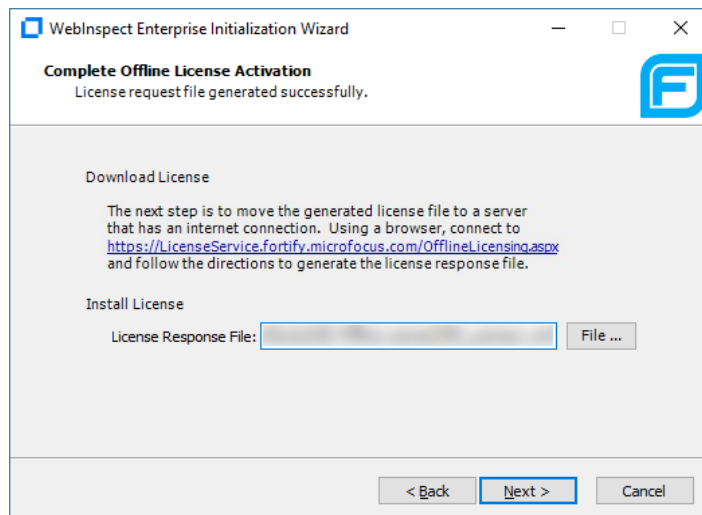 WebInspect Enterprise Initialization Wizard
Complete Offline License Activation
License request file generated successfully.
Download License
The next step is to move the generated license file to a server
that has an internet connection. Using a browser, connect to
https://LicenseService.fortify.microfocus.com/OfflineLicensing.aspx
and follow the directions to generate the license response file.
Install License
License Response File: File ...
< Back Next > Cancel